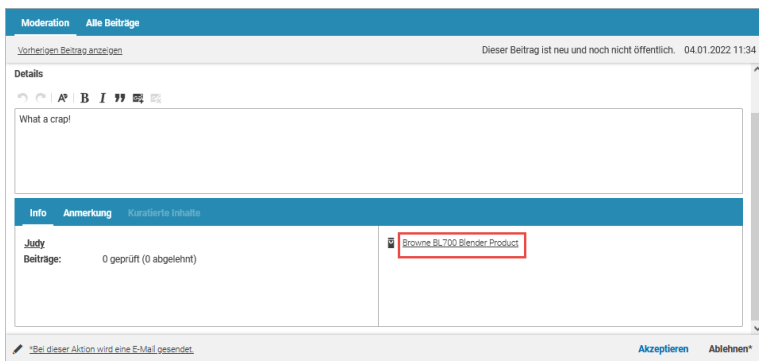 Moderation Alle Beiträge
Vorherigen Beitrag anzeigen Dieser Beitrag ist neu und noch nicht öffentlich. 04.01.2022 11:34
Details
B I
What a crap!
Info Anmerkung Kuratierte Inhalte
Judy Browne BL700 Blender Product
Beiträge: 0 geprüft (0 abgelehnt)
*Bei dieser Aktion wird eine E-Mail gesendet. Akzeptieren Ablehnen*